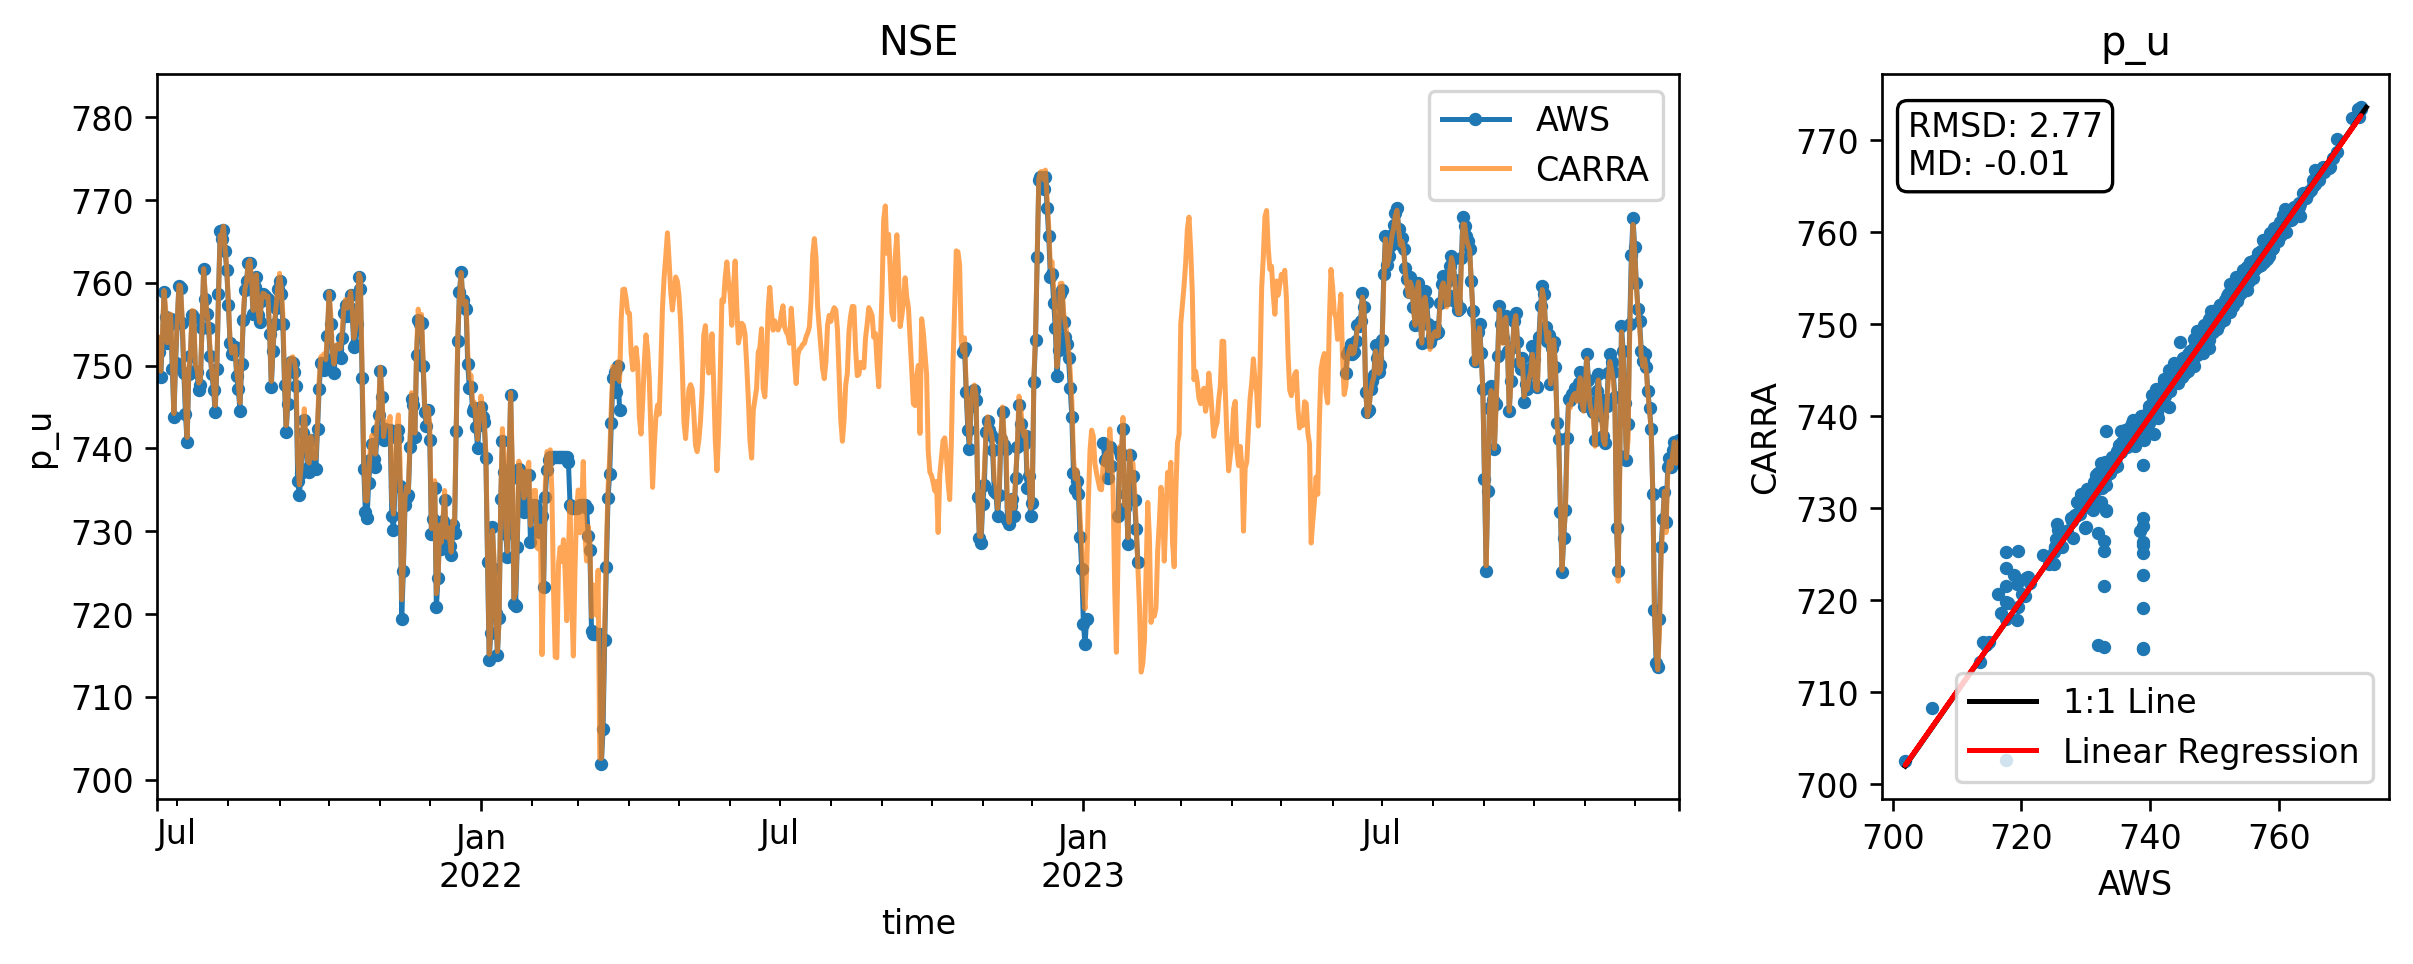 NSE
780
770
760
750
740
730
720
710
700
p_u
AWS
CARRA
Jul
Jan
2022
Jul
Jan
2023
Jul
time
p_u
RMSD: 2.77
MD: -0.01
770
760
750
740
730
720
710
700
CARRA
1:1 Line
Linear Regression
700
720
740
760
AWS